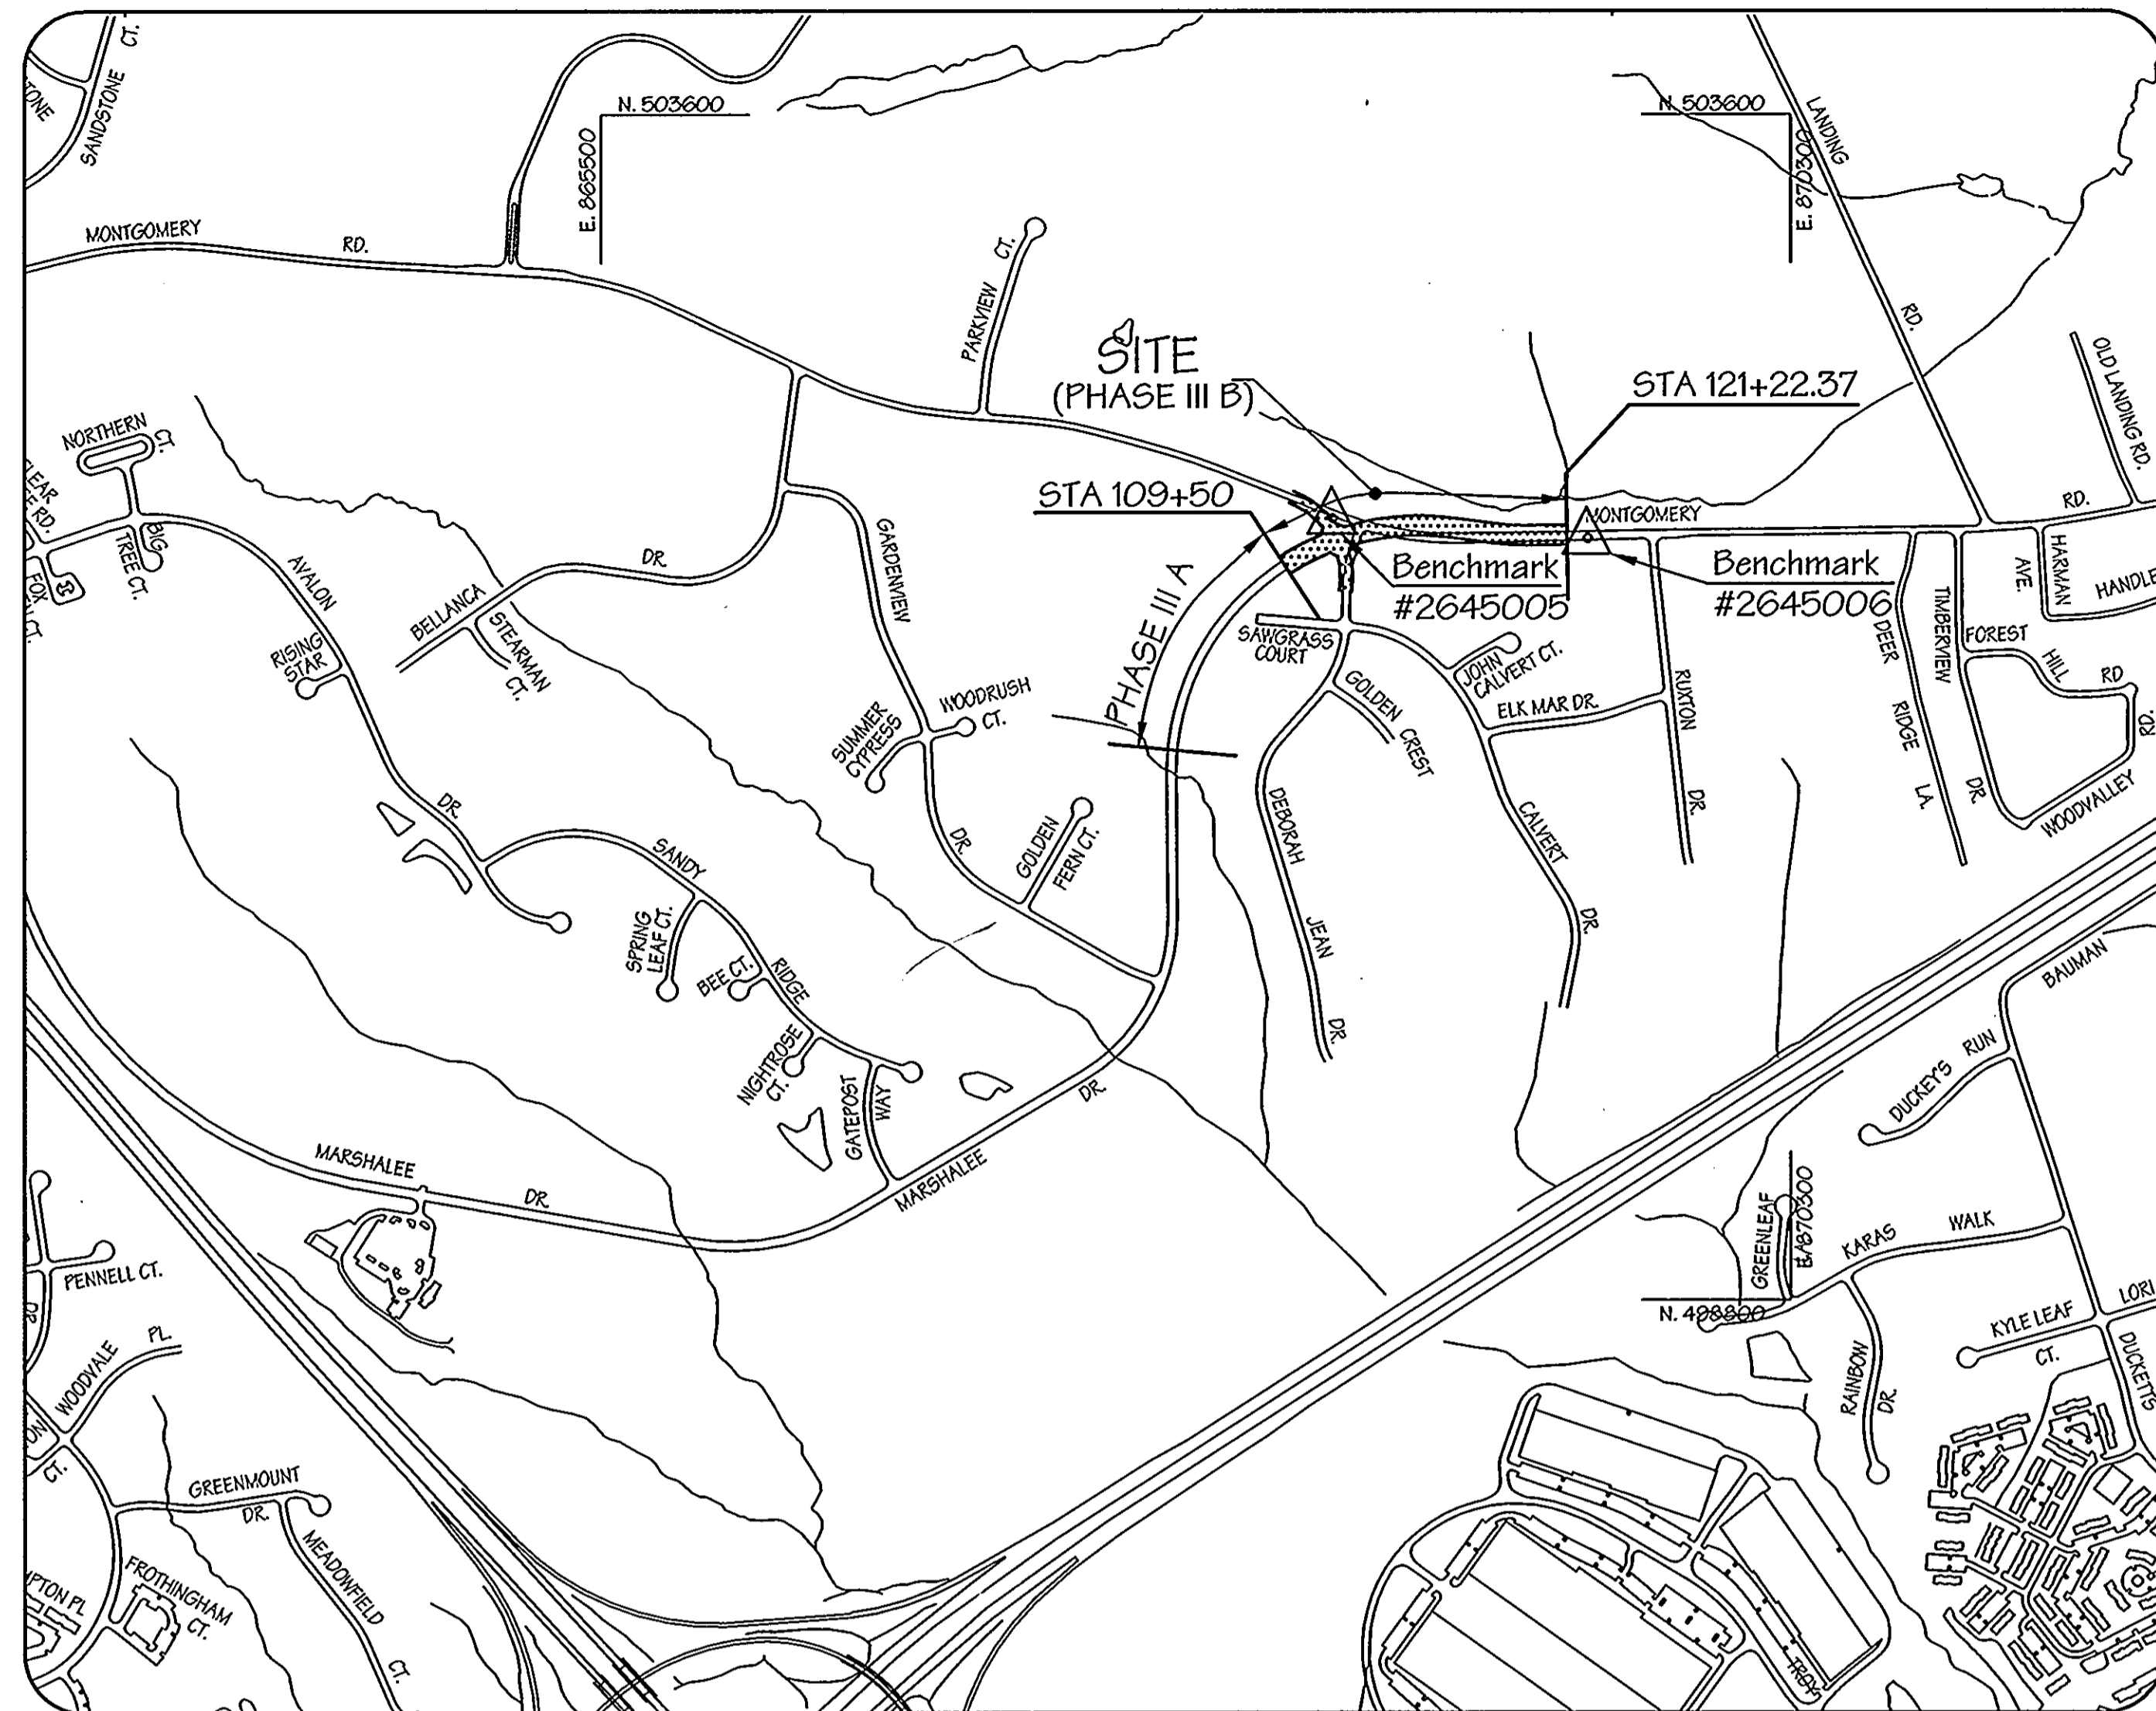 CT.
SANDSTONE
N. 503600
E. 865500
N. 503600
E. 870300
LANDING
RD.
MONTGOMERY
RD.
PARKVIEW
CT.
SITE
(PHASE III B)
STA 121+22.37
OLD LANDING RD.
NORTHERN
CT.
STA 109+50
MONTGOMERY
RD.
BIG
TREE CT.
FOX
AVALON
DR.
BELLANCA
DR.
STEARMAN
CT.
GARDENVIEW
DR.
PHASE III A
Benchmark
#2645005
Benchmark
#2645006
SAWGRASS
COURT
HARMAN
AVE.
TIMBERVIEW
DR.
FOREST
HILL
RD
RD.
DEER
RIDGE
LA.
WOODVALLEY
RISING
STAR
JOHN
CALVERT CT.
ELK MAR DR.
RUXTON
DR.
GOLDEN
CREST
WOODRUSH
CT.
SUMMER
CYPRESS
DEBORAH
JEAN
DR.
CALVERT
DR.
GOLDEN
FERN CT.
SANDY
RIDGE
SPRING
LEAF CT.
BEE CT.
NIGHTROSE
CT.
GATEPOST
WAY
MARSHALEE
DR.
MARSHALEE
DR.
BAUMAN
DUCKEY'S
RUN
GREENLEAF
KARAS
WALK
N. 498800
RAINBOW
DR.
KYLE LEAF
CT.
DUCKETTS
PENNELL CT.
WOODVALE
PL.
CT.
GREENMOUNT
DR.
MEADOWFIELD
CT.
FROTHINGHAM
CT.
TROY